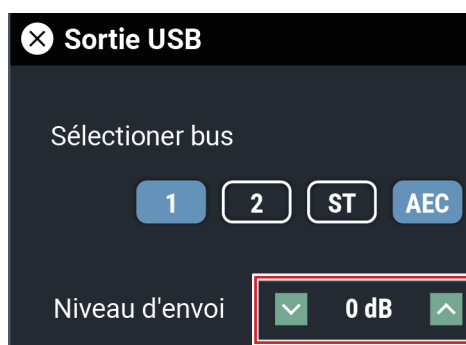 Sortie USB
Sélectioner bus
1 2 ST AEC
Niveau d'envoi 0 dB